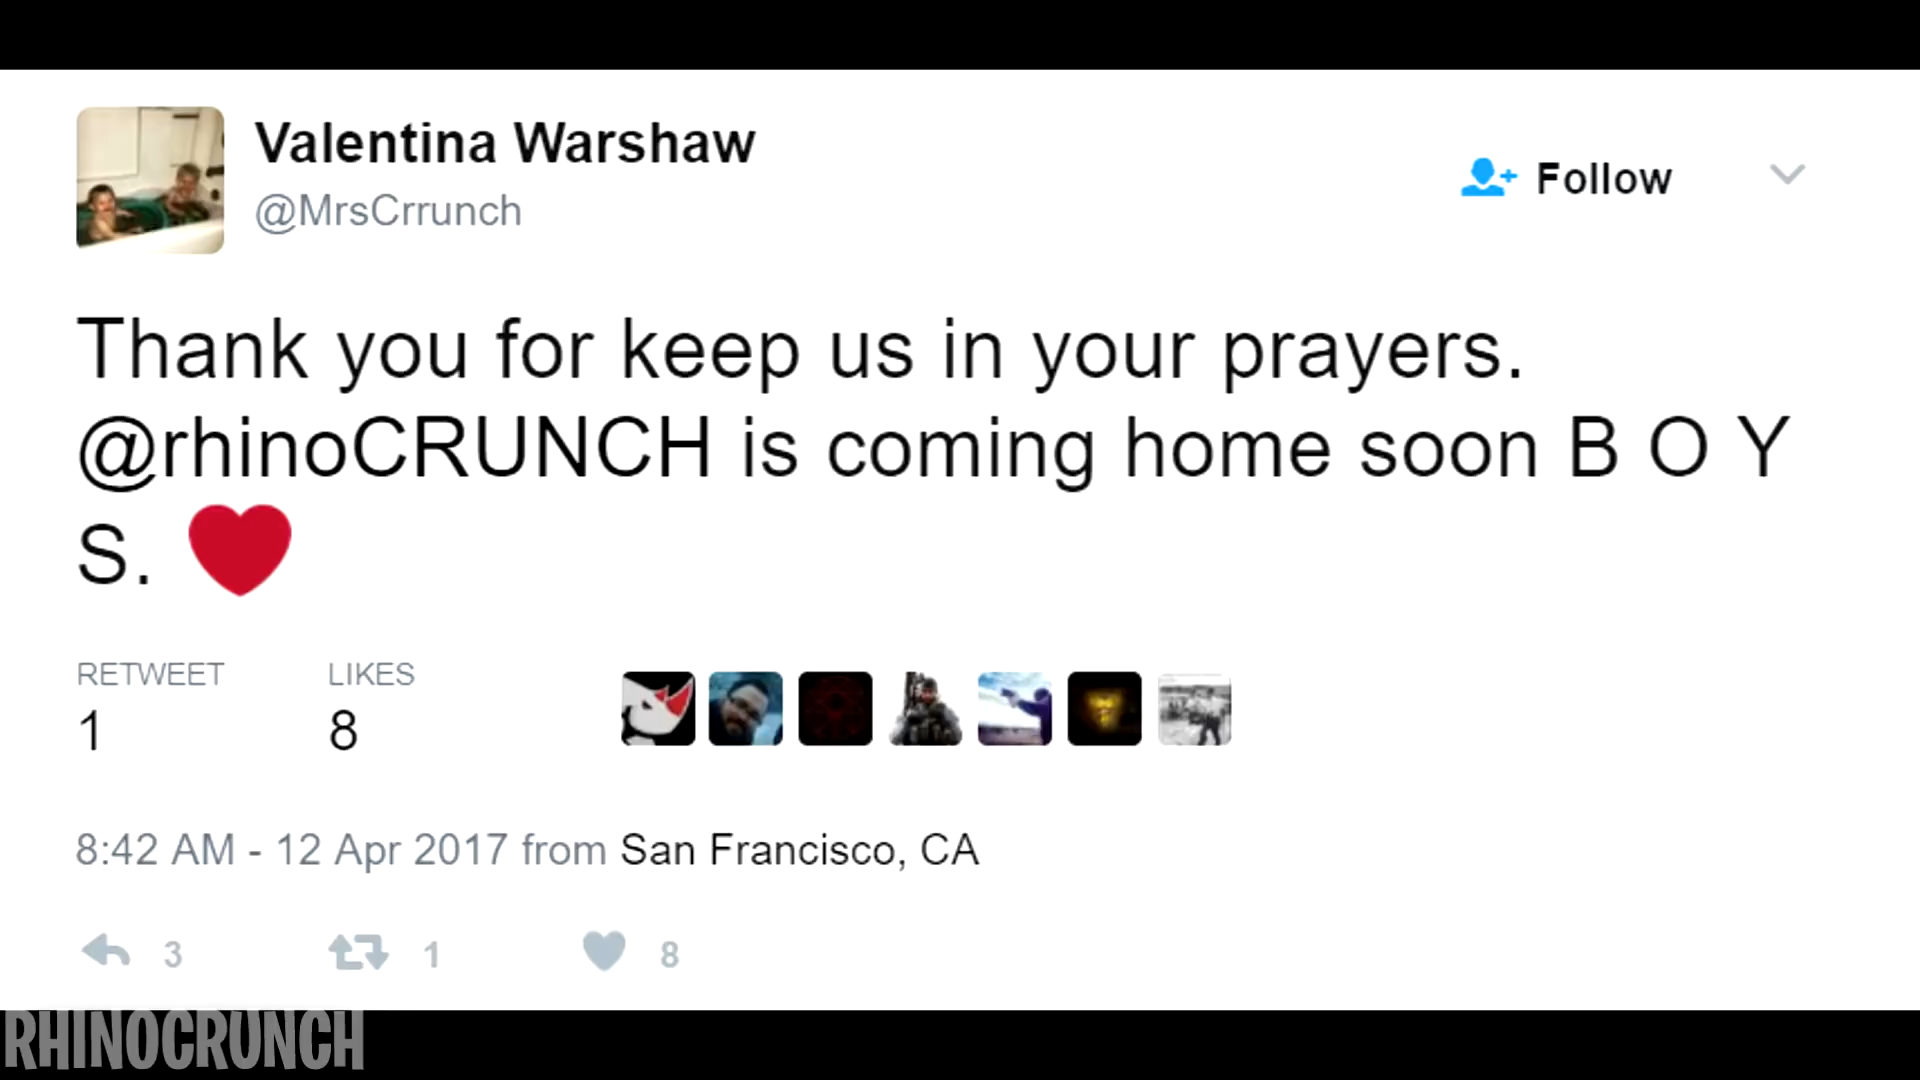 Valentina Warshaw
@MrsCrrunch
Follow
Thank you for keep us in your prayers.
@rhinoCRUNCH is coming home soon B O Y
S. ❤
RETWEET LIKES
1 8
8:42 AM - 12 Apr 2017 from San Francisco, CA
3 1 8
RHINOCRUNCH